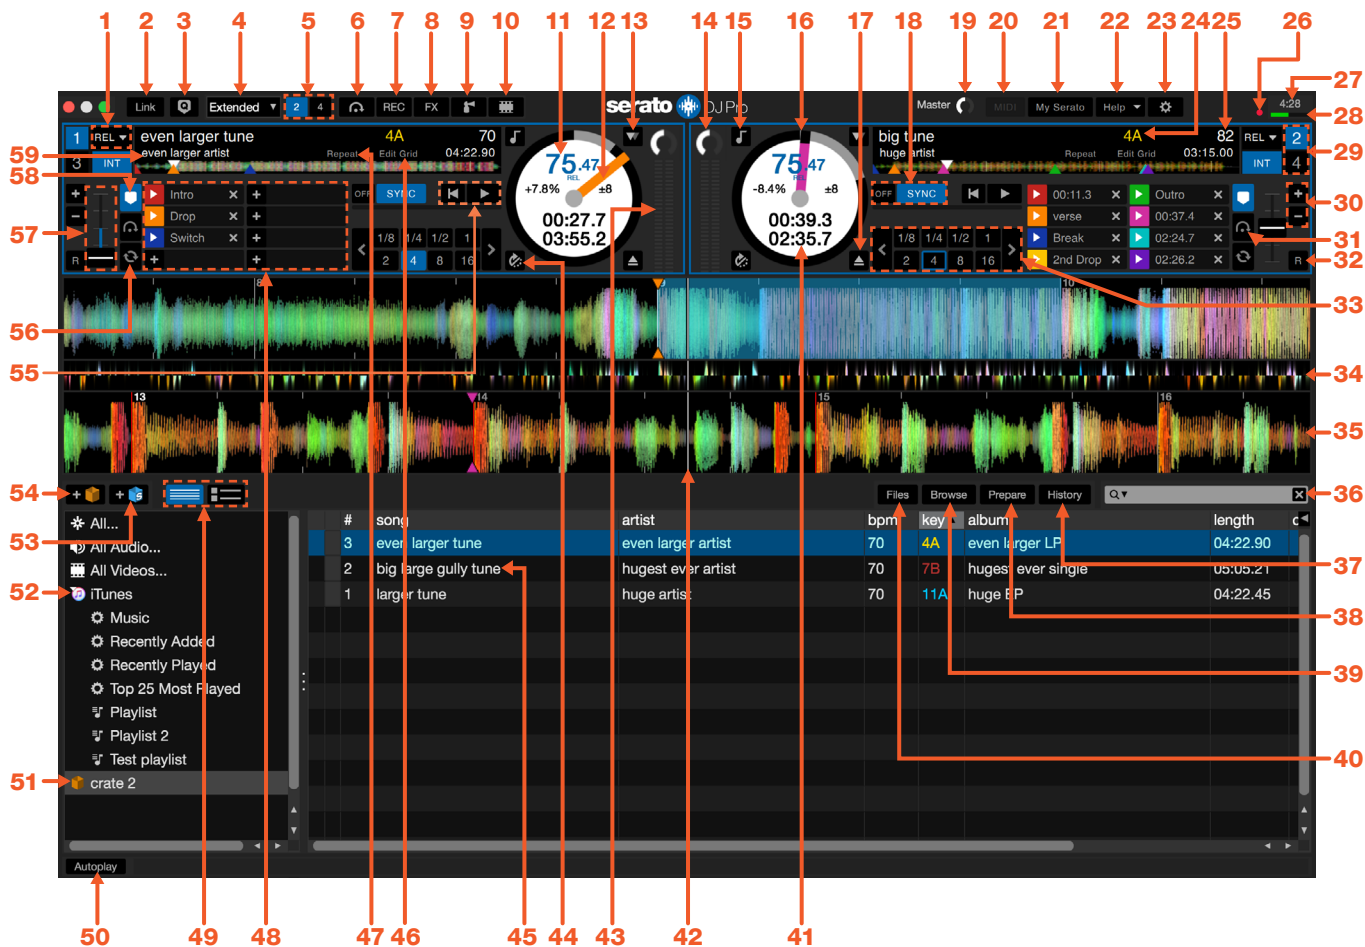 1 2 3 4 5 6 7 8 9 10 11 12 13 14 15 16 17 18 19 20 21 22 23 24 25 26
27
28
29
30
31
32
33
34
35
36
37
38
39
40
59
58
57
56
55
54
53
52
51
50 49 48 47 46 45 44 43 42 41
Link Extended ▼ 2 4 REC FX serato DJ Pro Master MIDI My Serato Help ▼ 4:28
1 REL ▼ even larger tune 4A 70
3 INT even larger artist Repeat Edit Grid 04:22.90
75.47
REL
+7.8% ±8
00:27.7
03:55.2
+ − R
Intro × +
Drop × +
Switch × +
+ +
OFF SYNC
< 1/8 1/4 1/2 1 >
2 4 8 16
75.47
REL
-8.4% ±8
00:39.3
02:35.7
big tune 4A 82 REL ▼ 2
huge artist Repeat Edit Grid 03:15.00 INT 4
OFF SYNC
< 1/8 1/4 1/2 1 >
2 4 8 16
00:11.3 × Outro ×
verse × 00:37.4 ×
Break × 02:24.7 ×
2nd Drop × 02:26.2 ×
+ − R
8 9 10
13 14 15 16
+ + S Files Browse Prepare History Q▼ ×
All...
All Audio...
All Videos...
iTunes
Music
Recently Added
Recently Played
Top 25 Most Played
Playlist
Playlist 2
Test playlist
crate 2
# song artist bpm key album length
3 even larger tune even larger artist 70 4A even larger LP 04:22.90
2 big large gully tune hugest ever artist 70 7B hugest ever single 05:05.21
1 larger tune huge artist 70 11A huge EP 04:22.45
Autoplay